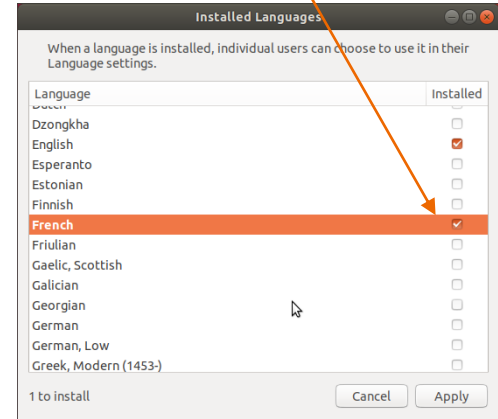 Installed Languages
When a language is installed, individual users can choose to use it in their
Language settings.
Language Installed
Dutch
Dzongkha
English
Esperanto
Estonian
Finnish
French
Friulian
Gaelic, Scottish
Galician
Georgian
German
German, Low
Greek, Modern (1453-)
1 to install Cancel Apply